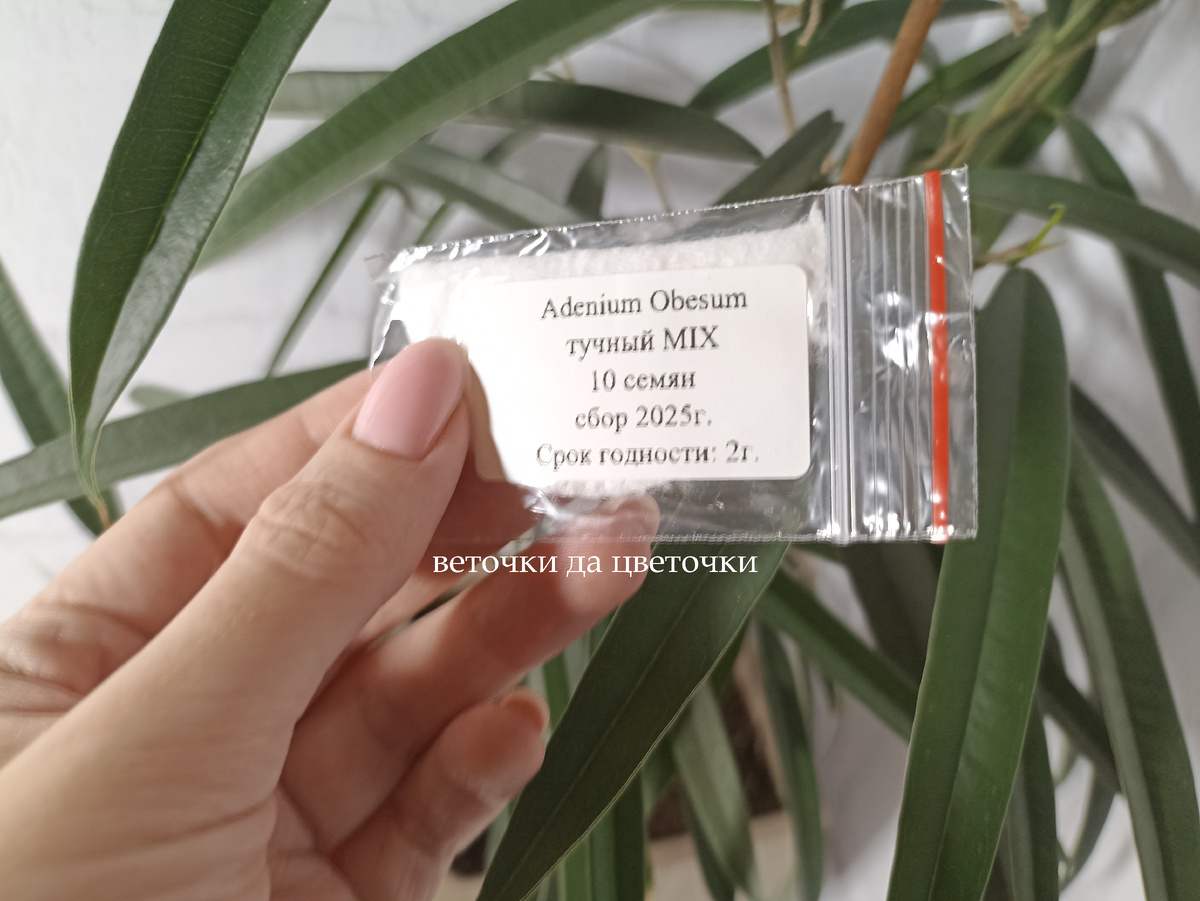 Adenium Obesum
тучный MIX
10 семян
сбор 2025г.
Срок годности: 2г.
веточки да цветочки